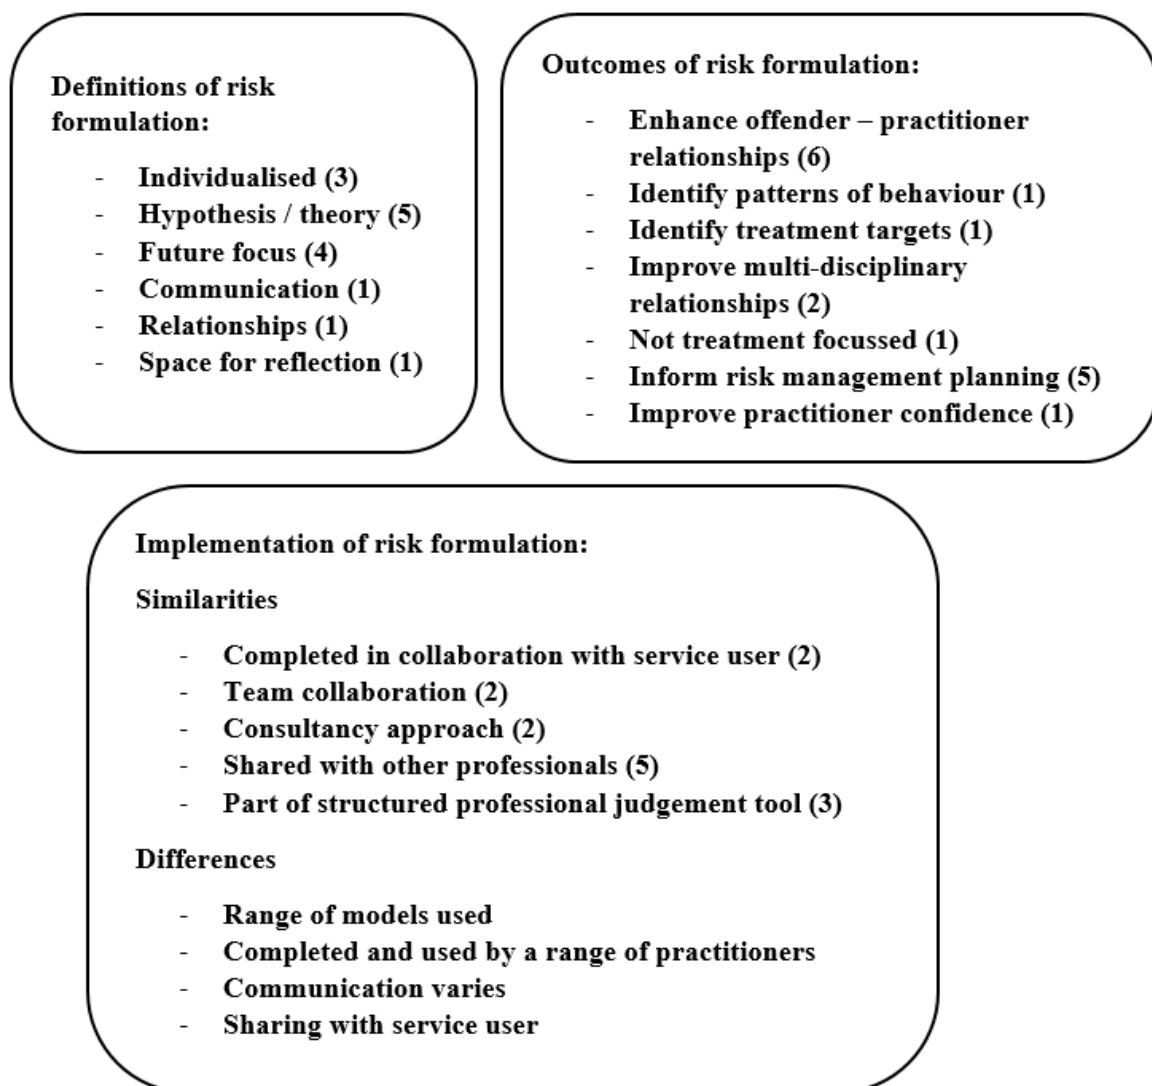 Definitions of risk
formulation:
- Individualised (3)
- Hypothesis / theory (5)
- Future focus (4)
- Communication (1)
- Relationships (1)
- Space for reflection (1)
Outcomes of risk formulation:
- Enhance offender – practitioner
relationships (6)
- Identify patterns of behaviour (1)
- Identify treatment targets (1)
- Improve multi-disciplinary
relationships (2)
- Not treatment focussed (1)
- Inform risk management planning (5)
- Improve practitioner confidence (1)
Implementation of risk formulation:
Similarities
- Completed in collaboration with service user (2)
- Team collaboration (2)
- Consultancy approach (2)
- Shared with other professionals (5)
- Part of structured professional judgement tool (3)
Differences
- Range of models used
- Completed and used by a range of practitioners
- Communication varies
- Sharing with service user